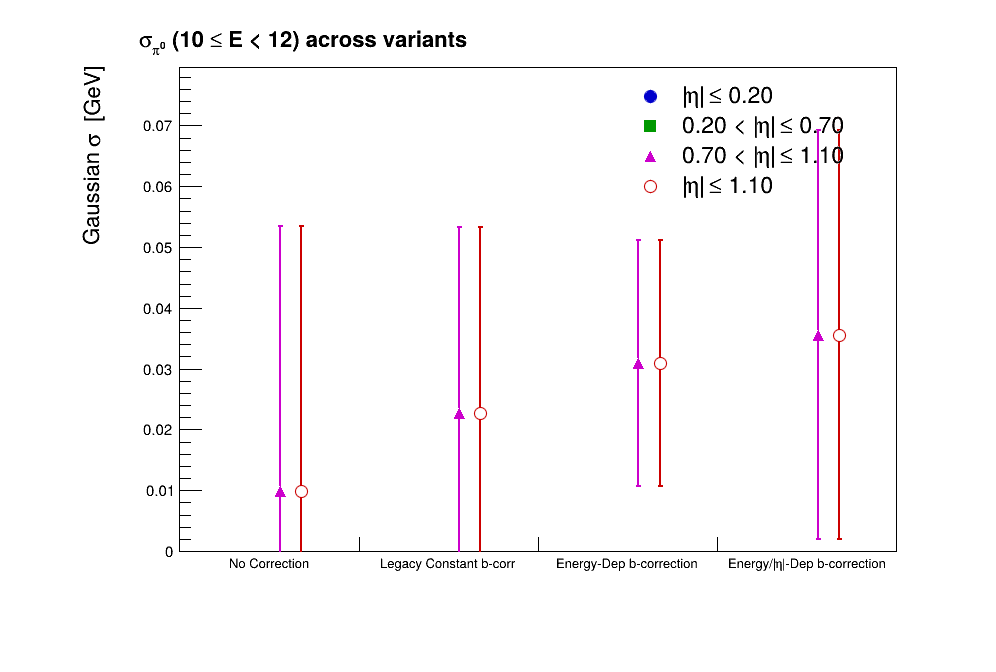 σπ⁰ (10 ≤ E < 12) across variants
Gaussian σ [GeV]
|η| ≤ 0.20
0.20 < |η| ≤ 0.70
0.70 < |η| ≤ 1.10
|η| ≤ 1.10
0.07
0.06
0.05
0.04
0.03
0.02
0.01
0
No Correction
Legacy Constant b-corr
Energy-Dep b-correction
Energy/|η|-Dep b-correction